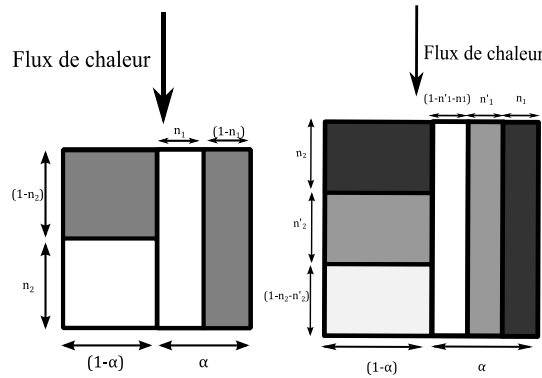 Flux de chaleur
n₁
(1-n₁)
(1-n₂)
n₂
(1-α)
α
Flux de chaleur
(1-n'₁-n₁)
n'₁
n₁
n₂
n'₂
(1-n₂-n'₂)
(1-α)
α